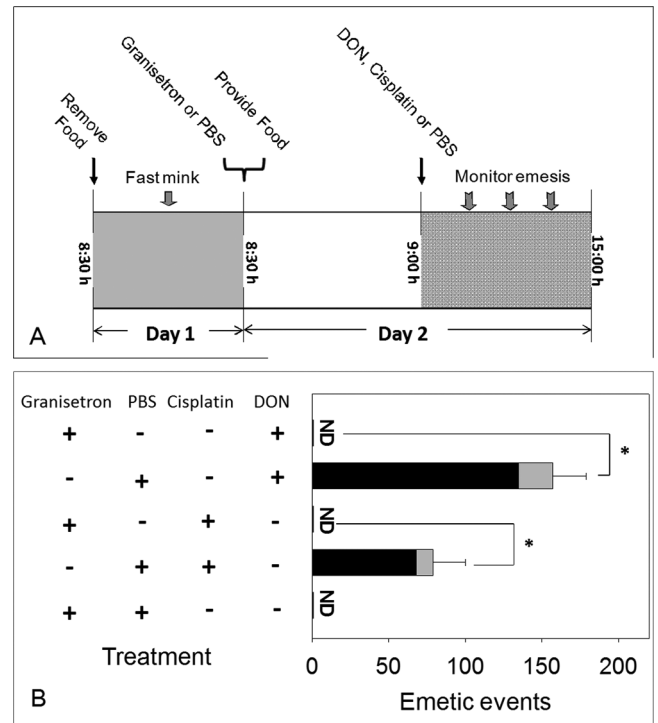 Remove
Food
Granisetron or PBS
Provide Food
DON, Cisplatin or PBS
Fast mink
Monitor emesis
8:30 h
8:30 h
9:00 h
15:00 h
A
Day 1
Day 2
Granisetron PBS Cisplatin DON
+ - - + ND
- + - + *
+ - + - ND
- + + - *
+ + - - ND
Treatment
0 50 100 150 200
B
Emetic events